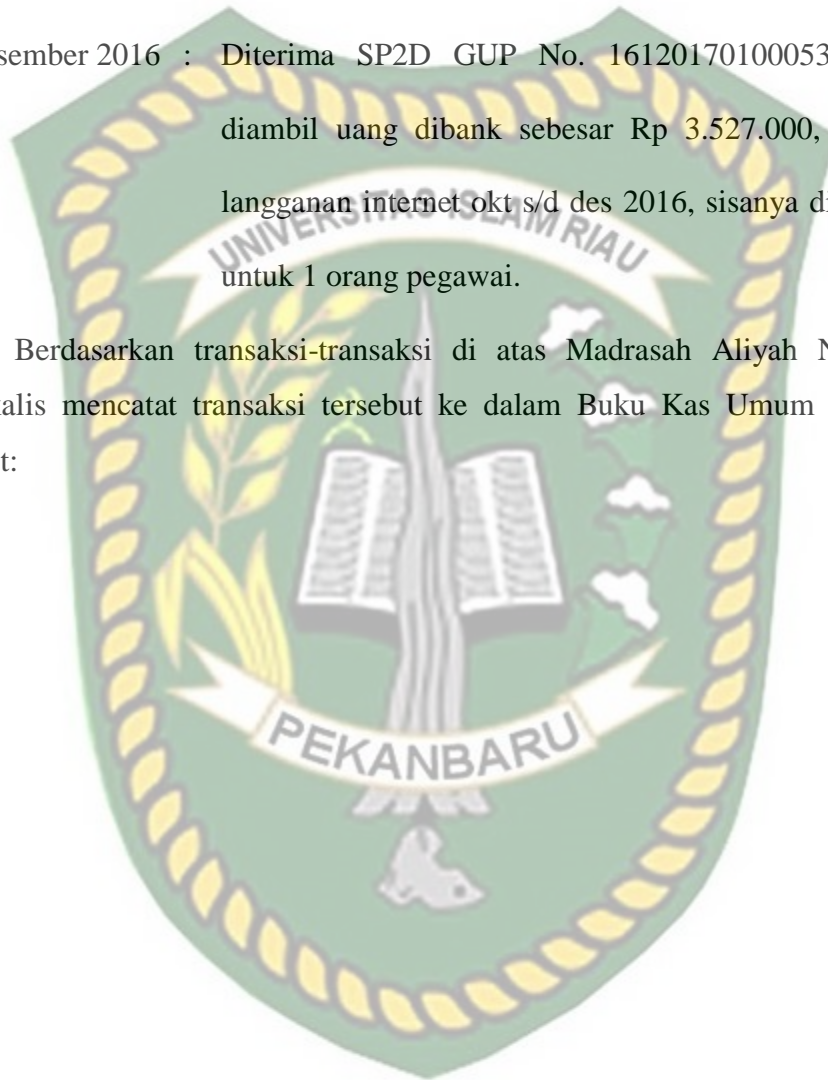 sember 2016 : Diterima SP2D GUP No. 16120170100053
diambil uang dibank sebesar Rp 3.527.000,
langganan internet okt s/d des 2016, sisanya di
untuk 1 orang pegawai.
Berdasarkan transaksi-transaksi di atas Madrasah Aliyah N
kalis mencatat transaksi tersebut ke dalam Buku Kas Umum
t:
UNIVERSITAS ISLAM RIAU
PEKANBARU